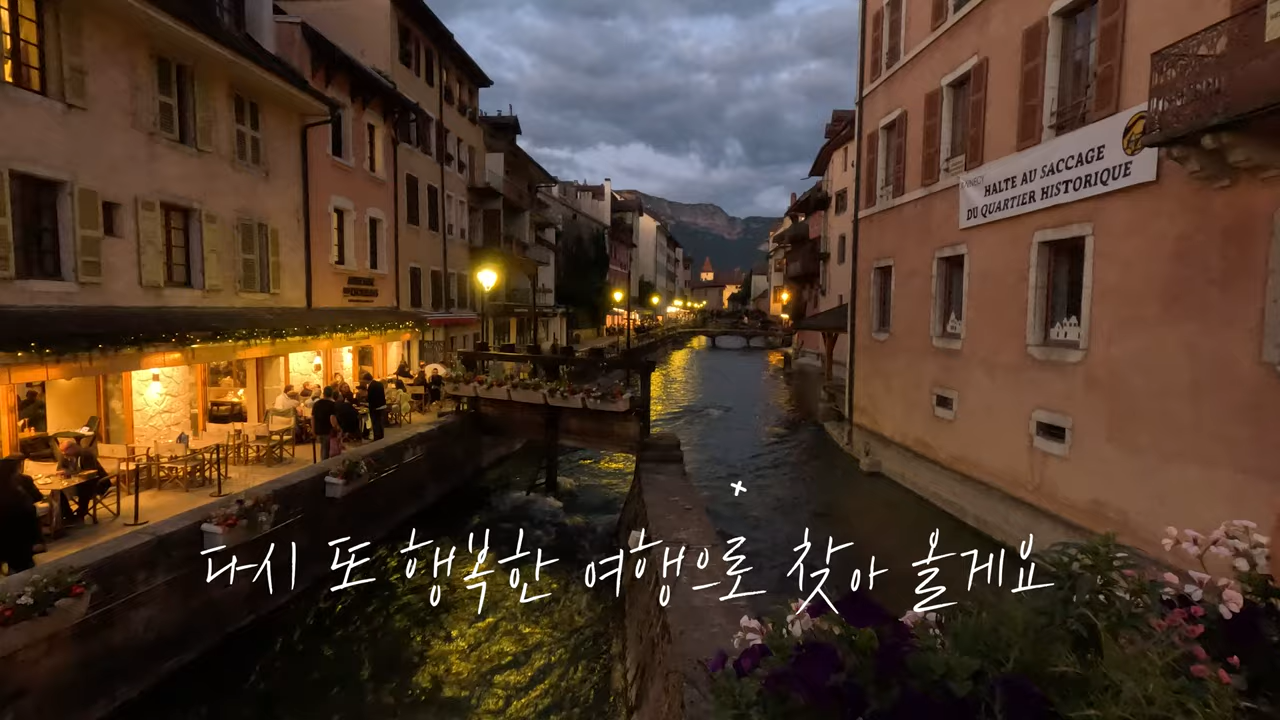 ANNECY
HALTE AU SACCAGE
DU QUARTIER HISTORIQUE
다시 또 행복한 여행으로 찾아 올게요